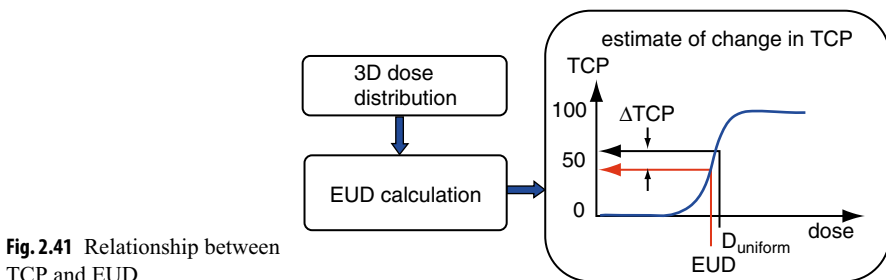 3D dose
distribution
EUD calculation
estimate of change in TCP
TCP
100
ΔTCP
50
0
dose
D_uniform
EUD
Fig. 2.41 Relationship between
TCP and EUD